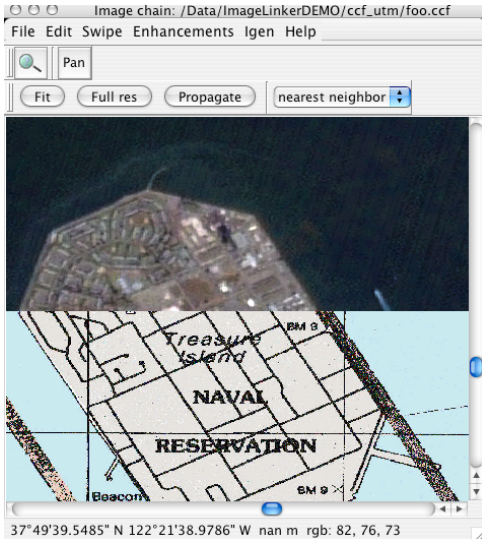 Image chain: /Data/ImageLinkerDEMO/ccf_utm/foo.ccf
File Edit Swipe Enhancements Igen Help
Pan
Fit Full res Propagate nearest neighbor
BM 9
Treasure
Island
NAVAL
RESERVATION
BM 9
Beacon
37°49'39.5485" N 122°21'38.9786" W nan m rgb: 82, 76, 73